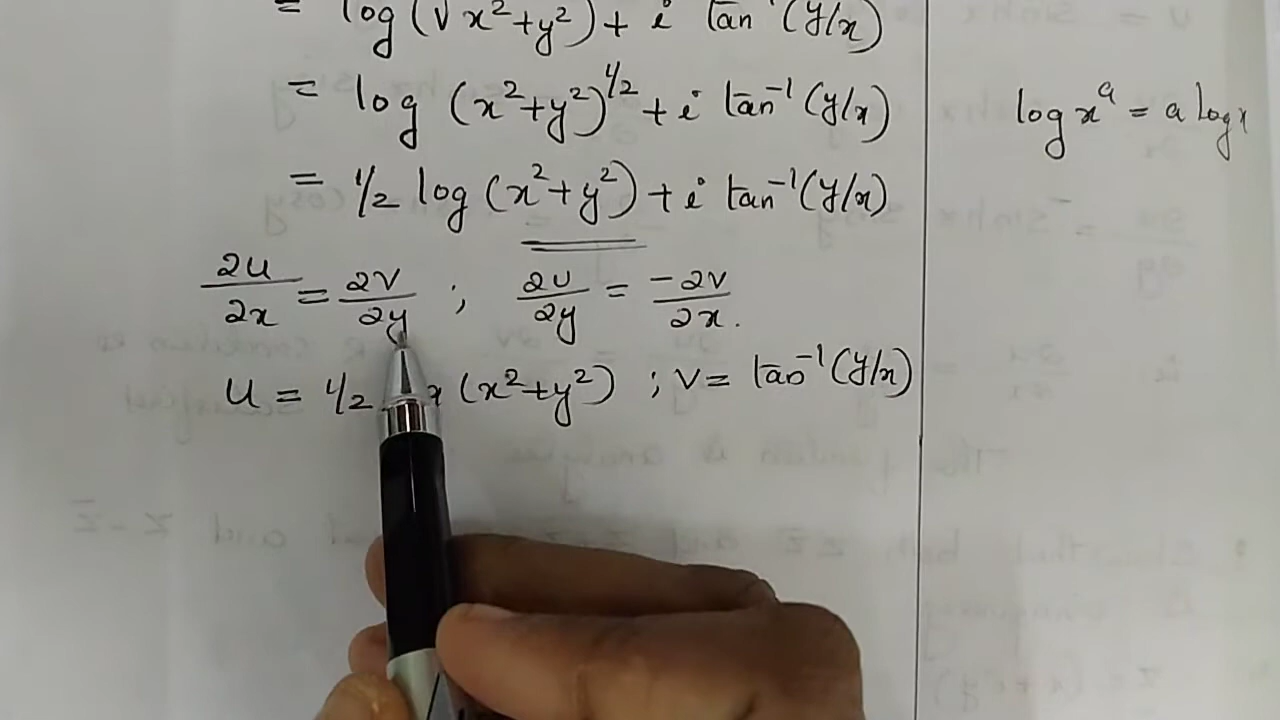 = log (√x²+y²) + i tan⁻¹ (y/x)
= log (x²+y²)^1/2 + i tan⁻¹ (y/x)
log x^a = a log x
= 1/2 log (x²+y²) + i tan⁻¹ (y/x)
∂u/∂x = ∂v/∂y ; ∂u/∂y = -∂v/∂x.
u = 1/2 (x²+y²) ; v = tan⁻¹ (y/x)